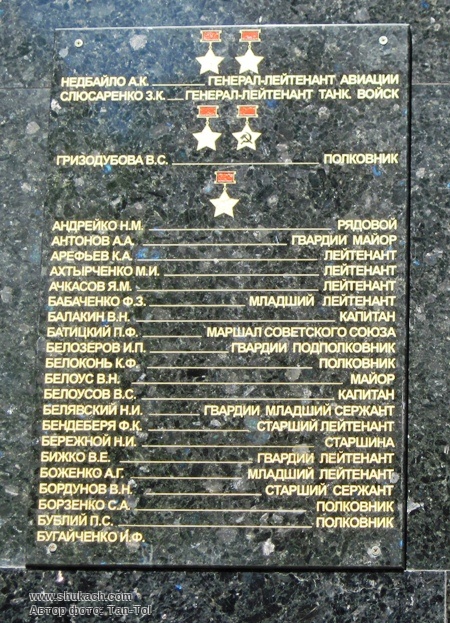 НЕДБАЙЛО А.К. ГЕНЕРАЛ-ЛЕЙТЕНАНТ АВИАЦИИ
СЛЮСАРЕНКО З.К. ГЕНЕРАЛ-ЛЕЙТЕНАНТ ТАНК. ВОЙСК
ГРИЗОДУБОВА В.С. ПОЛКОВНИК
АНДРЕЙКО Н.М. РЯДОВОЙ
АНТОНОВ А.А. ГВАРДИИ МАЙОР
АРЕФЬЕВ К.А. ЛЕЙТЕНАНТ
АХТЫРЧЕНКО М.И. ЛЕЙТЕНАНТ
АЧКАСОВ Я.М. ЛЕЙТЕНАНТ
БАБАЧЕНКО Ф.З. МЛАДШИЙ ЛЕЙТЕНАНТ
БАЛАКИН В.Н. КАПИТАН
БАТИЦКИЙ П.Ф. МАРШАЛ СОВЕТСКОГО СОЮЗА
БЕЛОЗЕРОВ И.П. ГВАРДИИ ПОДПОЛКОВНИК
БЕЛОКОНЬ К.Ф. ПОЛКОВНИК
БЕЛОУС В.Н. МАЙОР
БЕЛОУСОВ В.С. КАПИТАН
БЕЛЯВСКИЙ Н.И. ГВАРДИИ МЛАДШИЙ СЕРЖАНТ
БЕНДЕБЕРЯ Ф.К. СТАРШИЙ ЛЕЙТЕНАНТ
БЕРЕЖНОЙ Н.И. СТАРШИНА
БИЖКО В.Е. ГВАРДИИ ЛЕЙТЕНАНТ
БОЖЕНКО А.Г. МЛАДШИЙ ЛЕЙТЕНАНТ
БОРДУНОВ В.Н. СТАРШИЙ СЕРЖАНТ
БОРЗЕНКО С.А. ПОЛКОВНИК
БУБЛИЙ П.С. ПОЛКОВНИК
БУГАЙЧЕНКО И.Ф.
www.shukach.com
Автор фото: Tan-Tol